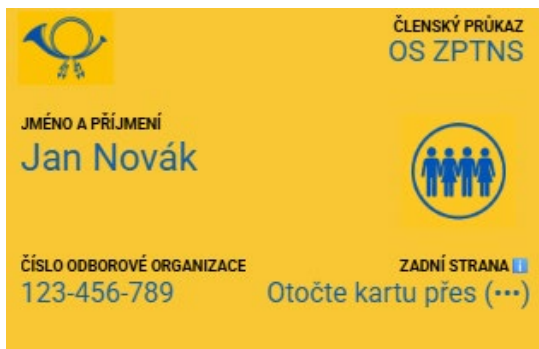 ČLENSKÝ PRŮKAZ
OS ZPTNS
JMÉNO A PŘÍJMENÍ
Jan Novák
ČÍSLO ODBOROVÉ ORGANIZACE
123-456-789
ZADNÍ STRANA ℹ️
Otočte kartu přes (•••)